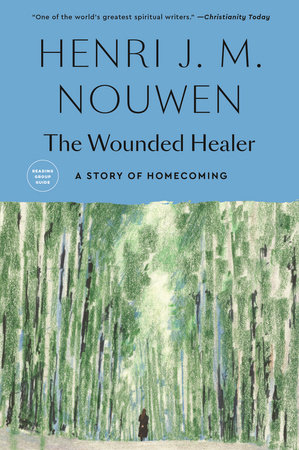 "One of the world's greatest spiritual writers." —Christianity Today
HENRI J. M.
NOUWEN
The Wounded Healer
READING
GROUP
GUIDE
A STORY OF HOMECOMING